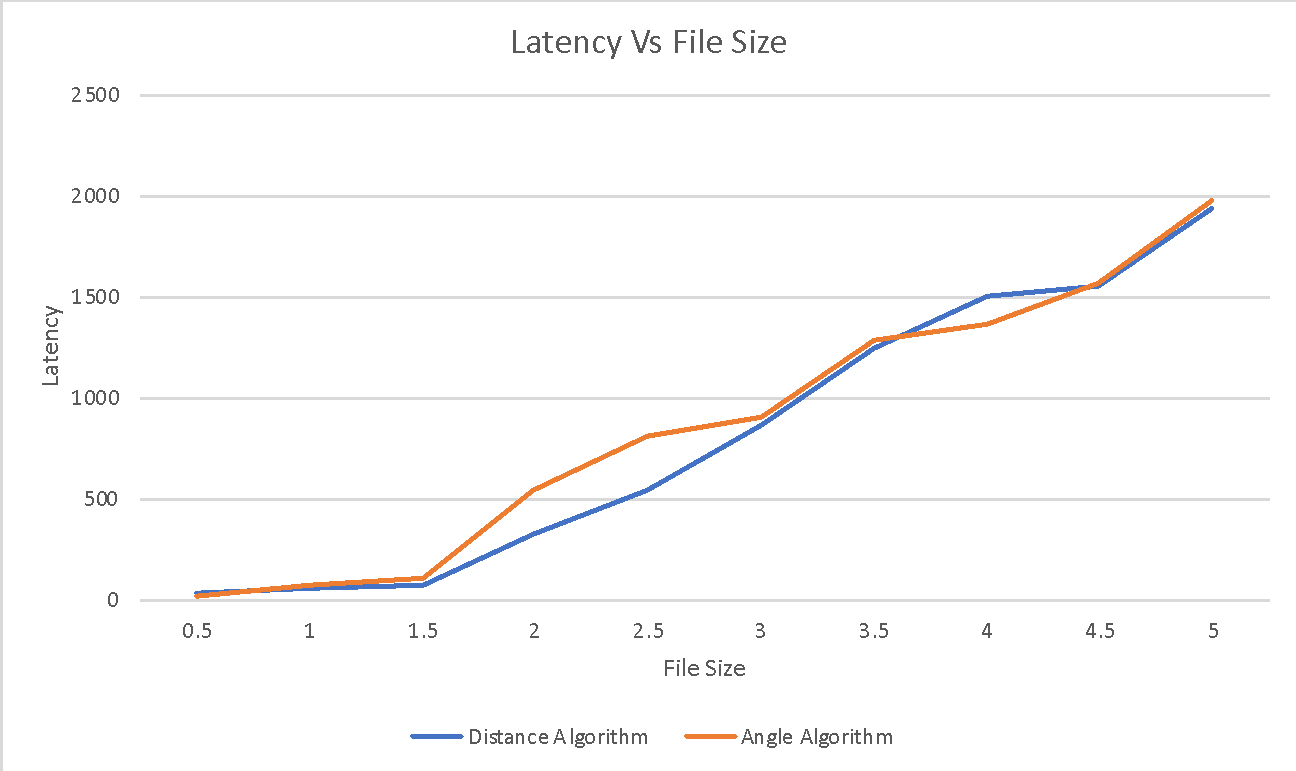 Latency Vs File Size
2500
2000
1500
1000
500
0
Latency
0.5 1 1.5 2 2.5 3 3.5 4 4.5 5
File Size
Distance Algorithm Angle Algorithm